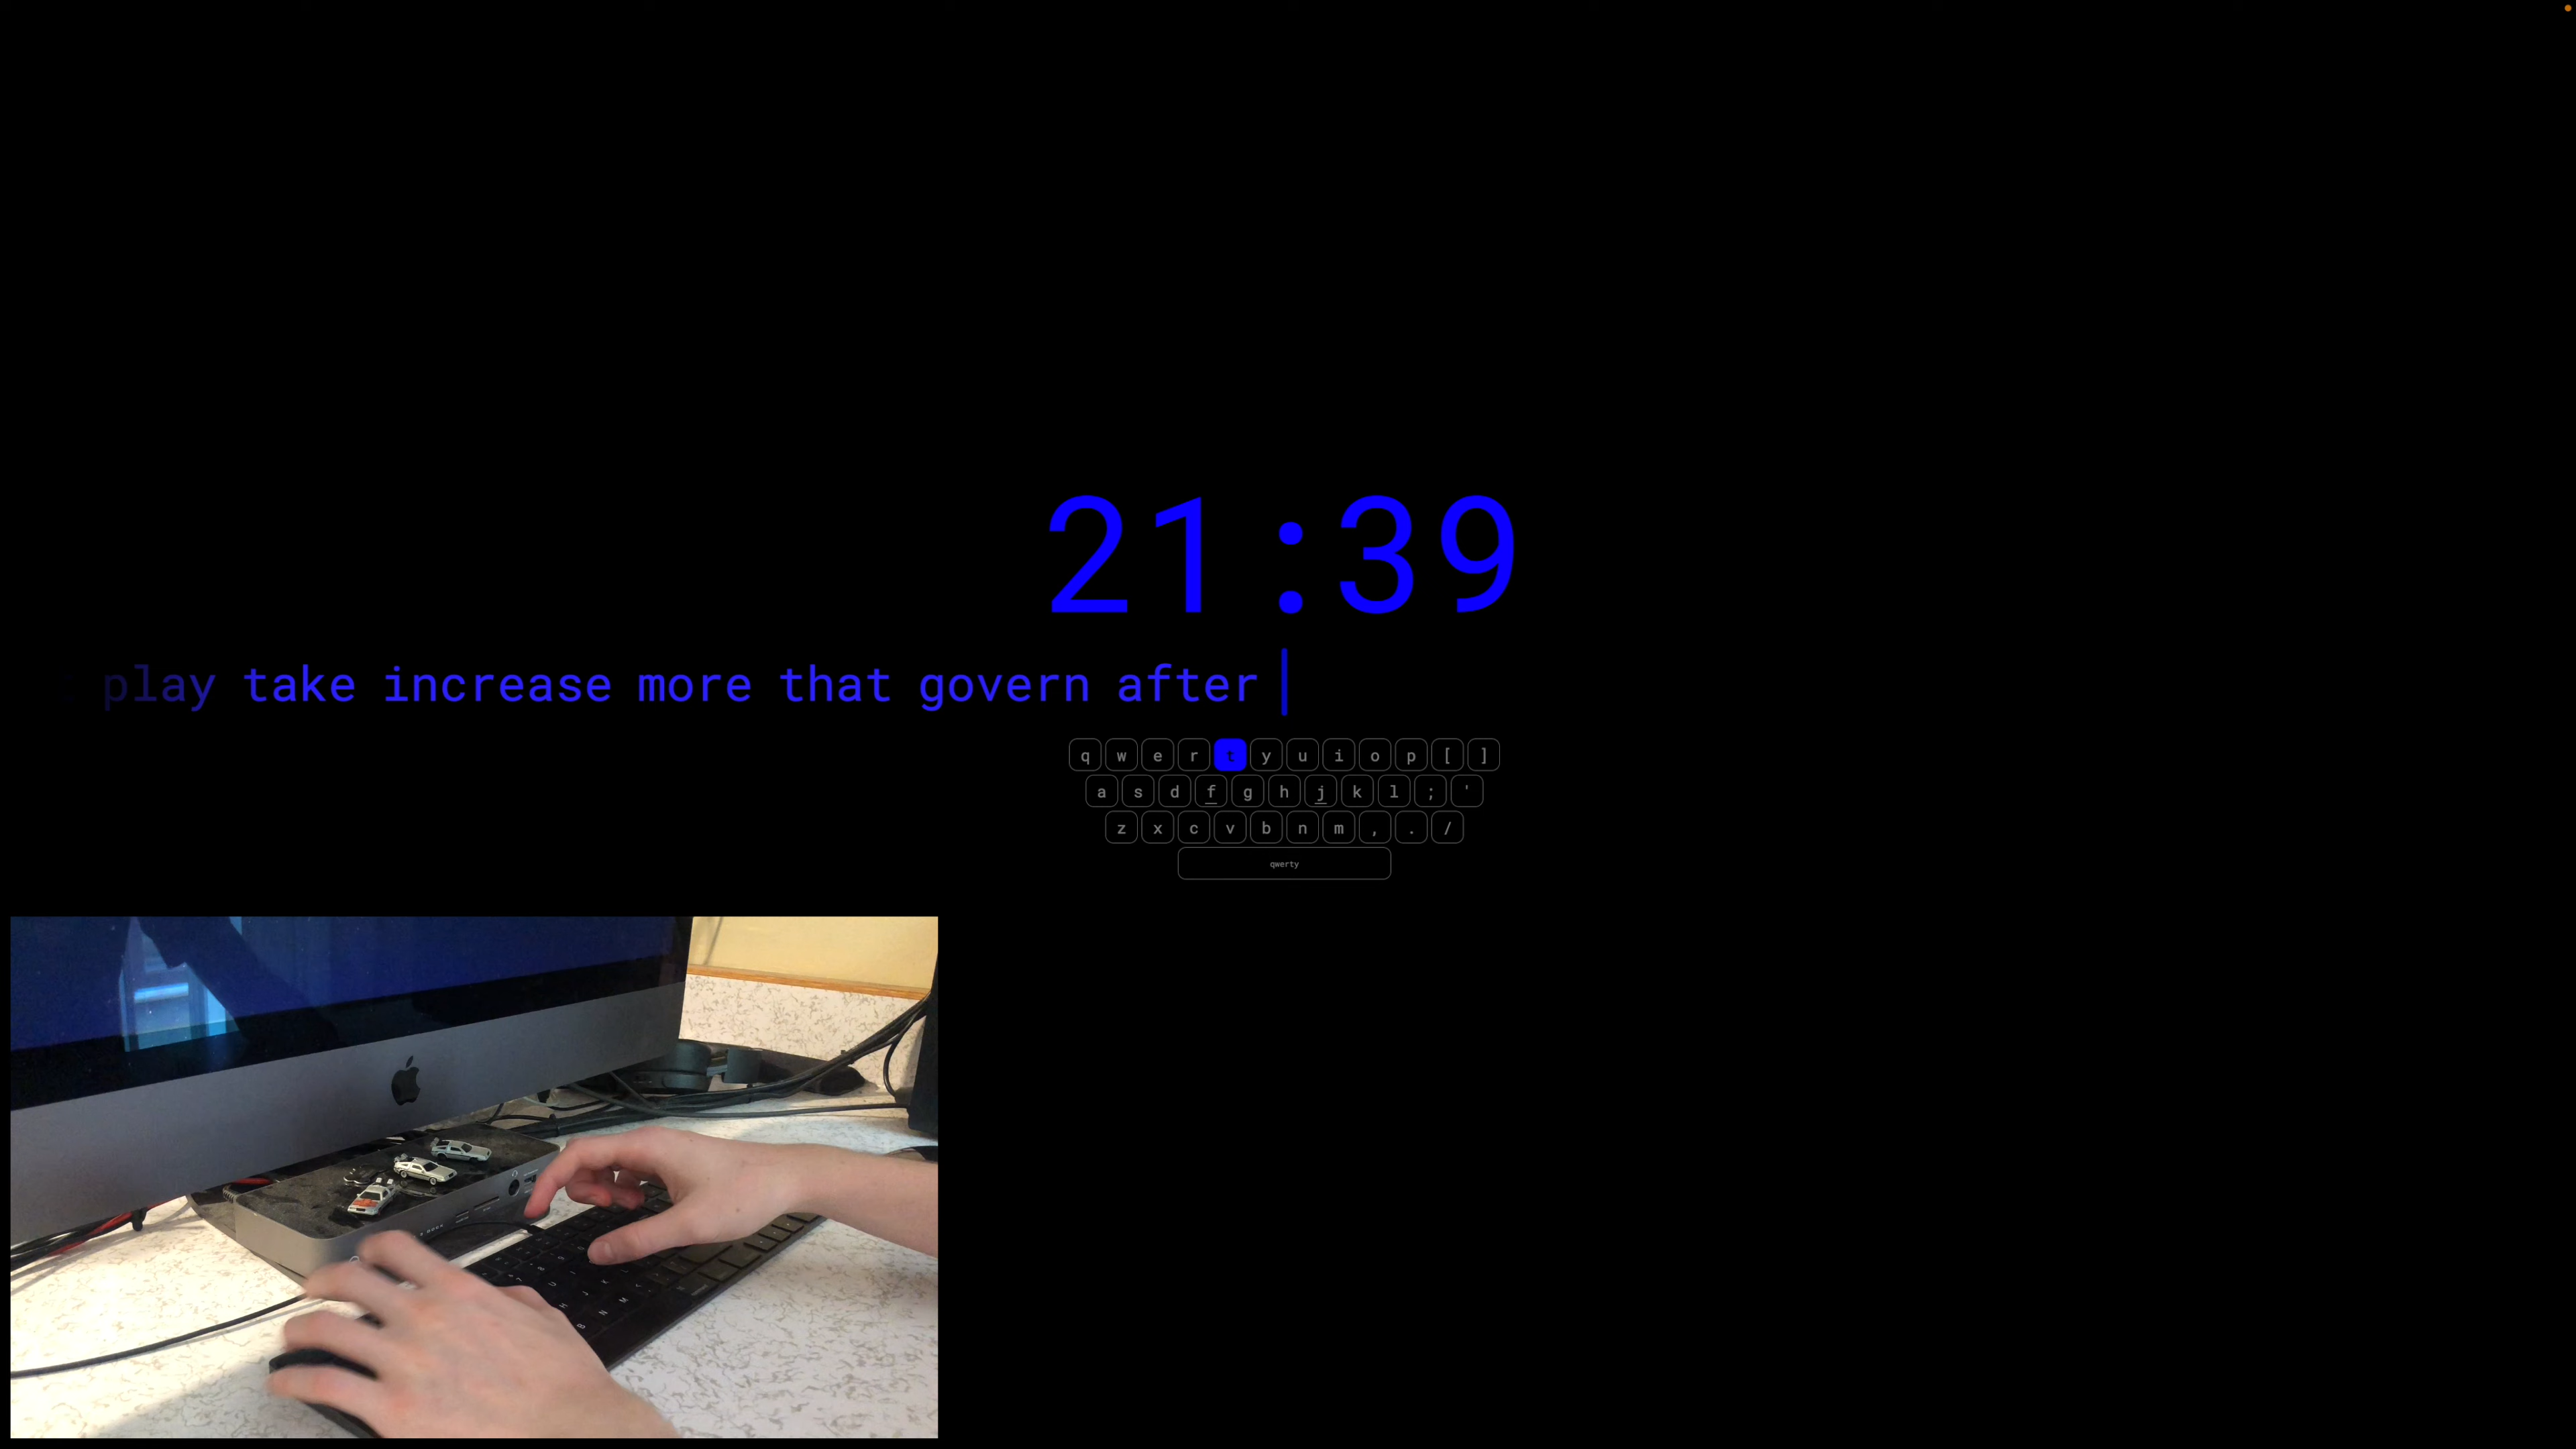 21:39
play take increase more that govern after
q w e r t y u i o p [ ]
a s d f g h j k l ; '
z x c v b n m , . /
qwerty